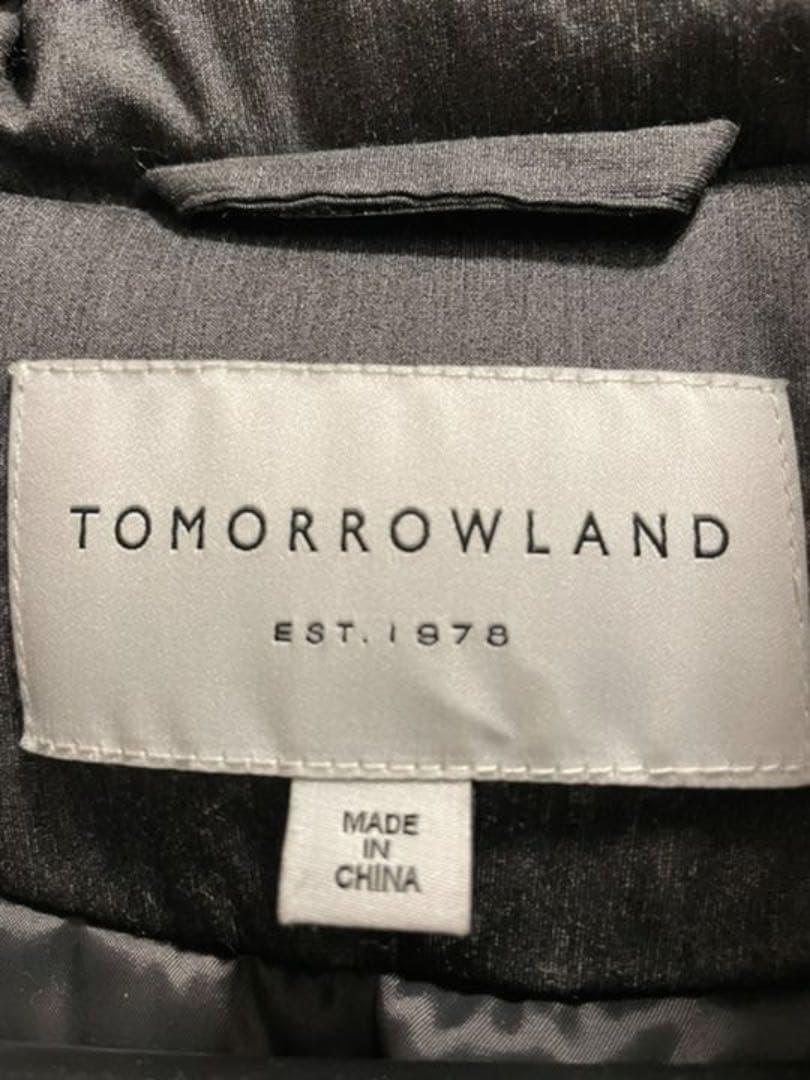 TOMORROWLAND
EST. 1978
MADE
IN
CHINA